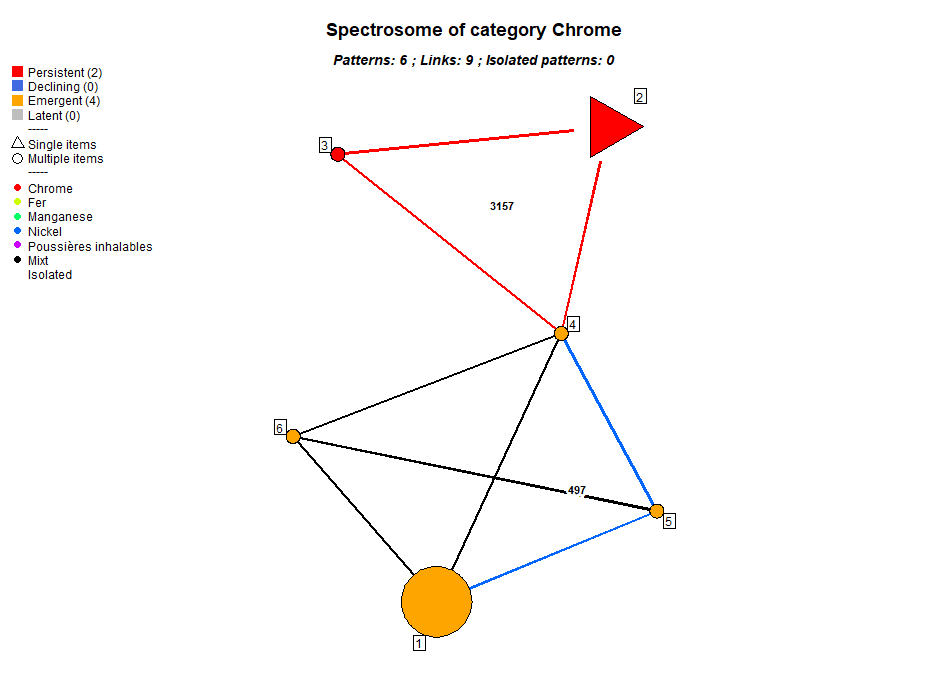 Spectrosome of category Chrome
Patterns: 6 ; Links: 9 ; Isolated patterns: 0
Persistent (2)
Declining (0)
Emergent (4)
Latent (0)
-----
Single items
Multiple items
-----
Chrome
Fer
Manganese
Nickel
Poussières inhalables
Mixt
Isolated
2
3
3157
4
6
497
5
1